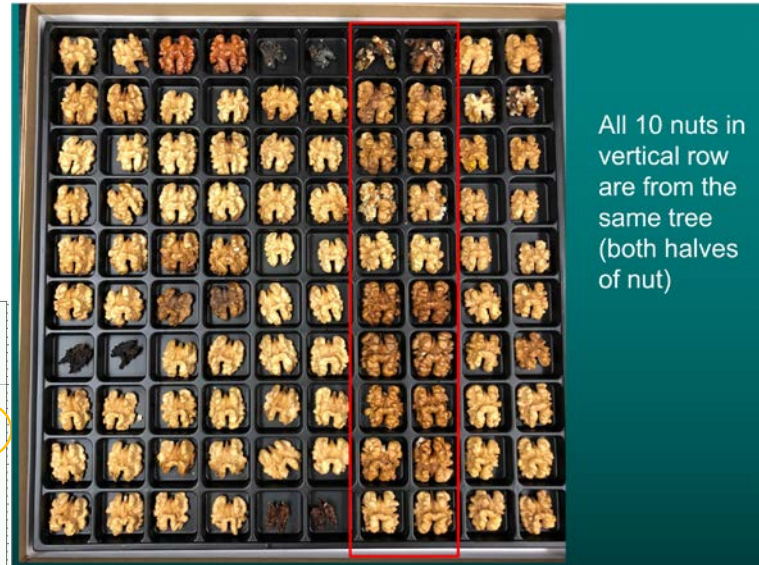 All 10 nuts in
vertical row
are from the
same tree
(both halves
of nut)